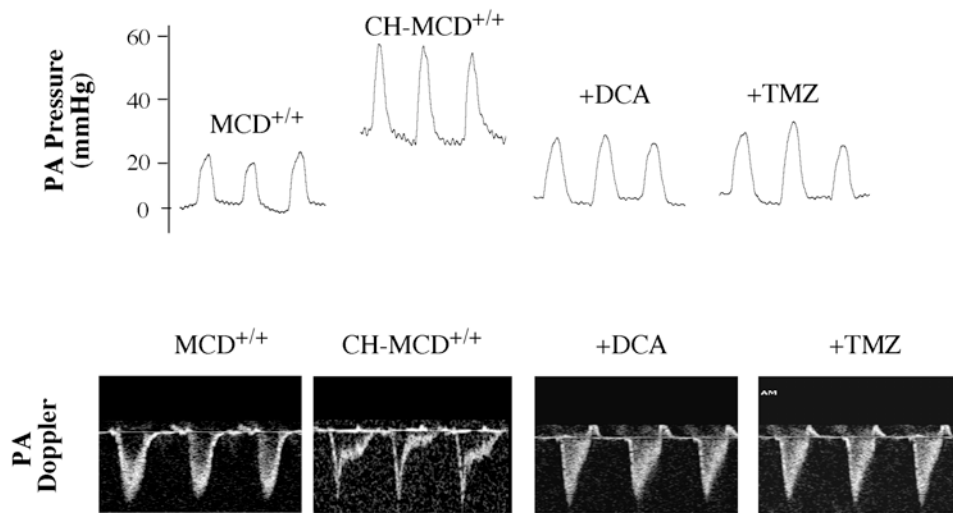 CH-MCD+/+
60
40
20
0
PA Pressure
(mmHg)
MCD+/+
+DCA
+TMZ
MCD+/+
CH-MCD+/+
+DCA
+TMZ
AM
PA
Doppler